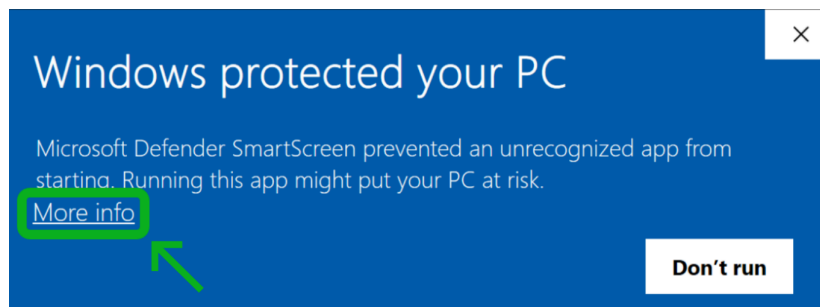 Windows protected your PC
Microsoft Defender SmartScreen prevented an unrecognized app from
starting. Running this app might put your PC at risk.
More info
Don't run